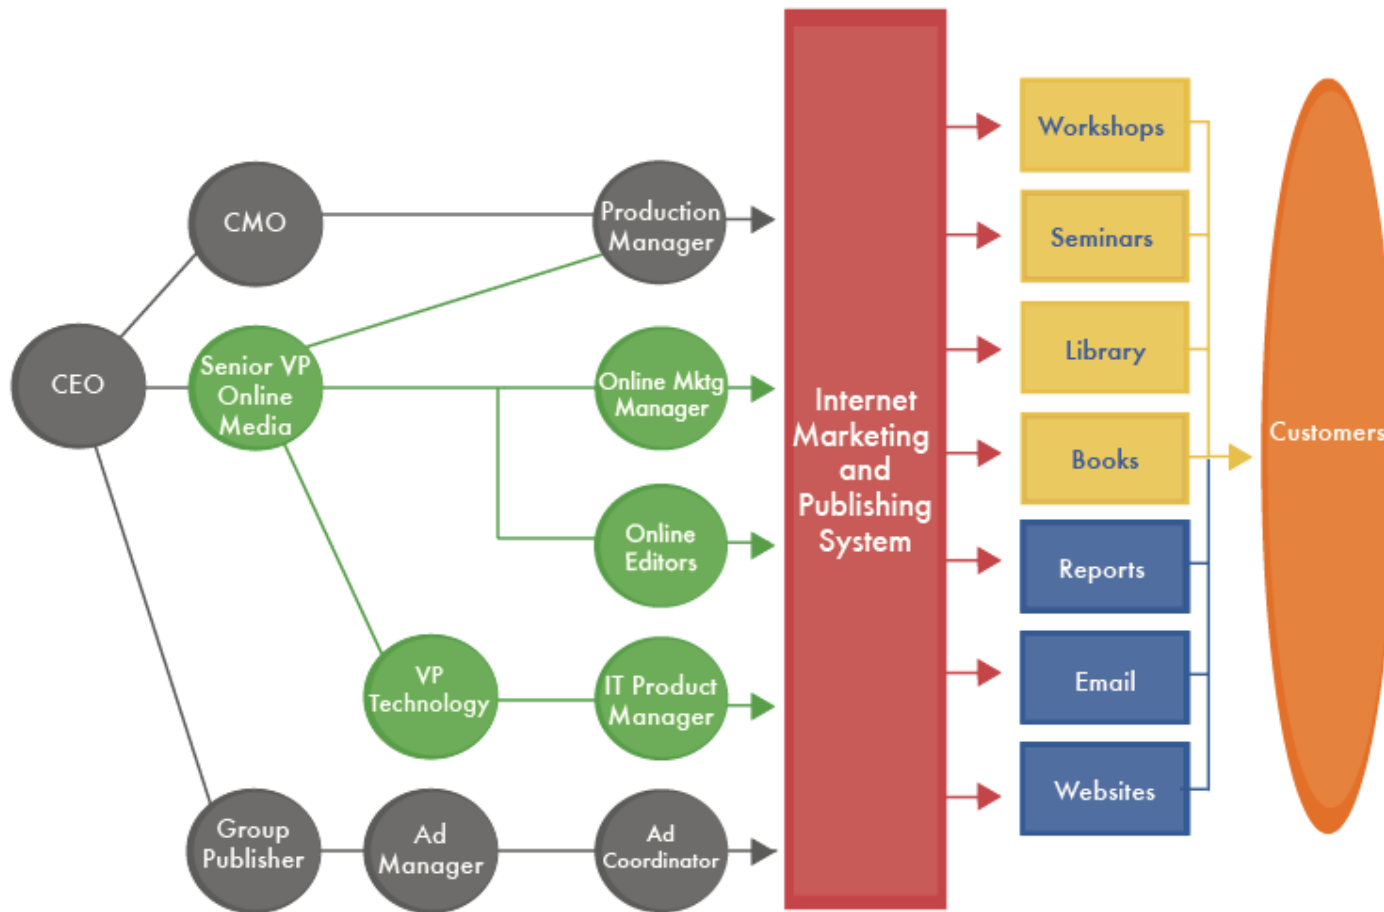 CEO
CMO
Senior VP
Online
Media
Group
Publisher
VP
Technology
Ad
Manager
Production
Manager
Online Mktg
Manager
Online
Editors
IT Product
Manager
Ad
Coordinator
Internet
Marketing
and
Publishing
System
Workshops
Seminars
Library
Books
Reports
Email
Websites
Customers